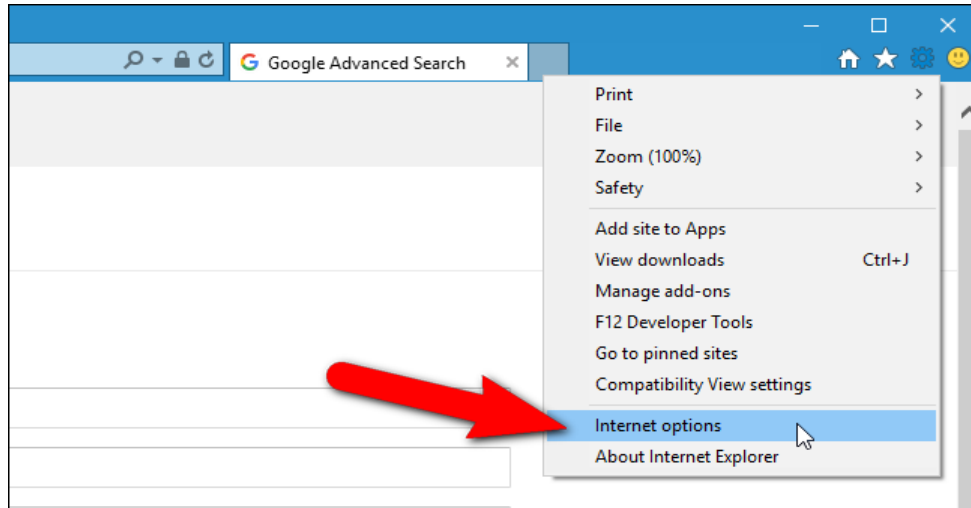 Google Advanced Search
Print
File
Zoom (100%)
Safety
Add site to Apps
View downloads Ctrl+J
Manage add-ons
F12 Developer Tools
Go to pinned sites
Compatibility View settings
Internet options
About Internet Explorer